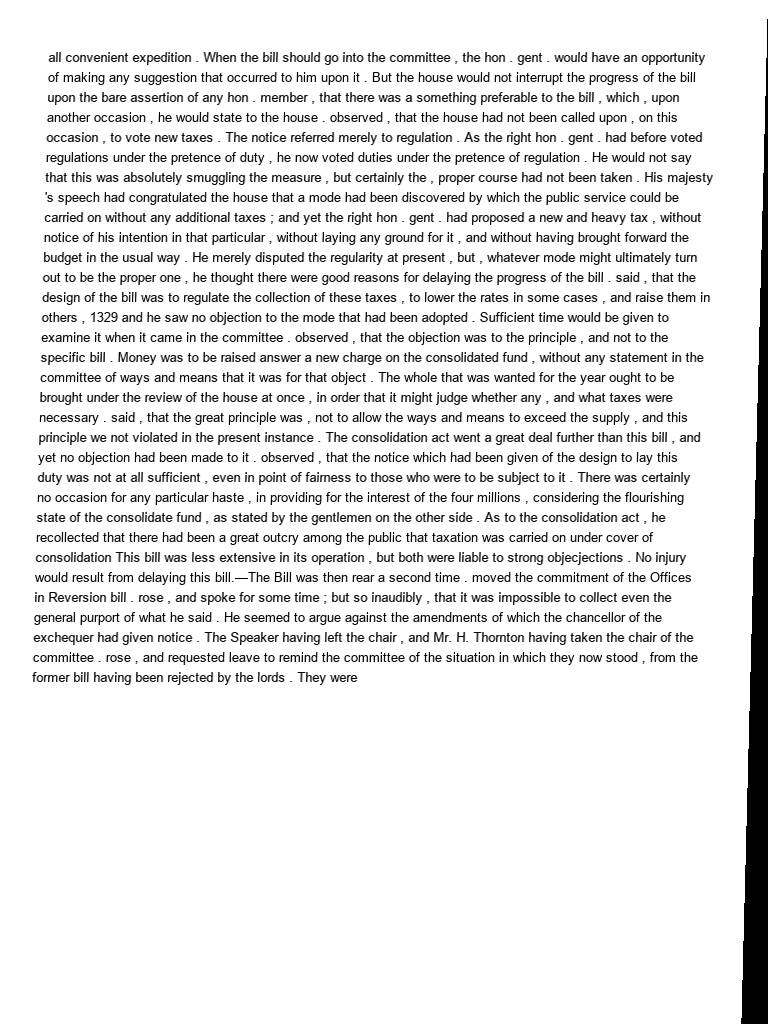 all convenient expedition . When the bill should go into the committee , the hon . gent . would have an opportunity
of making any suggestion that occurred to him upon it . But the house would not interrupt the progress of the bill
upon the bare assertion of any hon . member , that there was a something preferable to the bill , which , upon
another occasion , he would state to the house . observed , that the house had not been called upon , on this
occasion , to vote new taxes . The notice referred merely to regulation . As the right hon . gent . had before voted
regulations under the pretence of duty , he now voted duties under the pretence of regulation . He would not say
that this was absolutely smuggling the measure , but certainly the , proper course had not been taken . His majesty
's speech had congratulated the house that a mode had been discovered by which the public service could be
carried on without any additional taxes ; and yet the right hon . gent . had proposed a new and heavy tax , without
notice of his intention in that particular , without laying any ground for it , and without having brought forward the
budget in the usual way . He merely disputed the regularity at present , but , whatever mode might ultimately turn
out to be the proper one , he thought there were good reasons for delaying the progress of the bill . said , that the
design of the bill was to regulate the collection of these taxes , to lower the rates in some cases , and raise them in
others , 1329 and he saw no objection to the mode that had been adopted . Sufficient time would be given to
examine it when it came in the committee . observed , that the objection was to the principle , and not to the
specific bill . Money was to be raised answer a new charge on the consolidated fund , without any statement in the
committee of ways and means that it was for that object . The whole that was wanted for the year ought to be
brought under the review of the house at once , in order that it might judge whether any , and what taxes were
necessary . said , that the great principle was , not to allow the ways and means to exceed the supply , and this
principle we not violated in the present instance . The consolidation act went a great deal further than this bill , and
yet no objection had been made to it . observed , that the notice which had been given of the design to lay this
duty was not at all sufficient , even in point of fairness to those who were to be subject to it . There was certainly
no occasion for any particular haste , in providing for the interest of the four millions , considering the flourishing
state of the consolidate fund , as stated by the gentlemen on the other side . As to the consolidation act , he
recollected that there had been a great outcry among the public that taxation was carried on under cover of
consolidation This bill was less extensive in its operation , but both were liable to strong objecjections . No injury
would result from delaying this bill.—The Bill was then rear a second time . moved the commitment of the Offices
in Reversion bill . rose , and spoke for some time ; but so inaudibly , that it was impossible to collect even the
general purport of what he said . He seemed to argue against the amendments of which the chancellor of the
exchequer had given notice . The Speaker having left the chair , and Mr. H. Thornton having taken the chair of the
committee . rose , and requested leave to remind the committee of the situation in which they now stood , from the
former bill having been rejected by the lords . They were